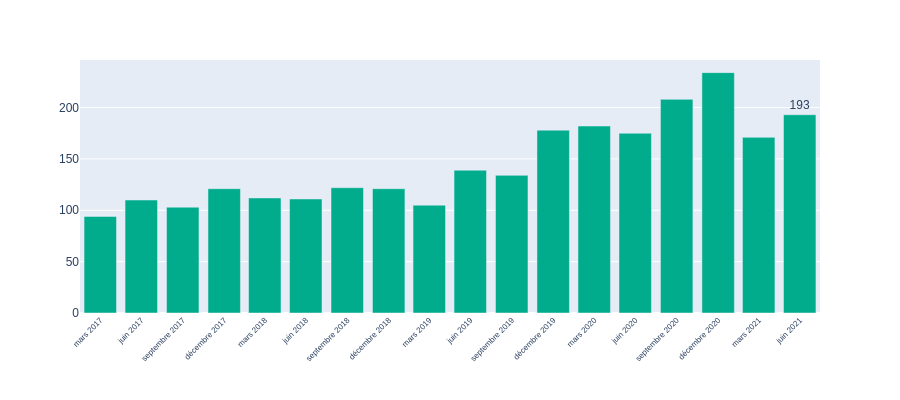 200
150
100
50
0
193
mars 2017
juin 2017
septembre 2017
décembre 2017
mars 2018
juin 2018
septembre 2018
décembre 2018
mars 2019
juin 2019
septembre 2019
décembre 2019
mars 2020
juin 2020
septembre 2020
décembre 2020
mars 2021
juin 2021